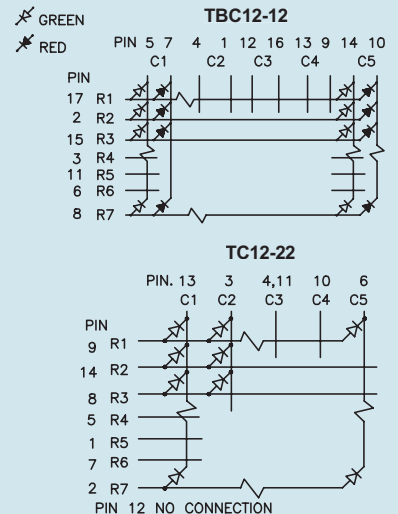 GREEN
RED
TBC12-12
PIN 5 7 4 1 12 16 13 9 14 10
C1 C2 C3 C4 C5
PIN
17 R1
2 R2
15 R3
3 R4
11 R5
6 R6
8 R7
TC12-22
PIN. 13 3 4,11 10 6
C1 C2 C3 C4 C5
PIN
9 R1
14 R2
8 R3
5 R4
1 R5
7 R6
2 R7
PIN 12 NO CONNECTION